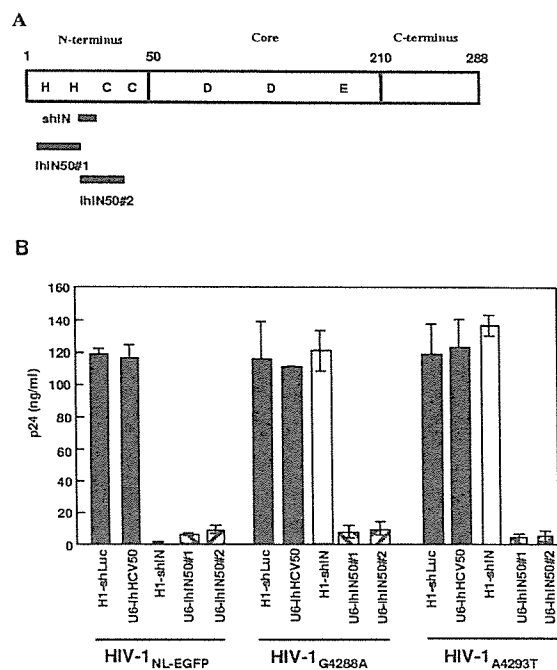 A
N-terminus Core C-terminus
1 50 210 288
H H C C D D E
shIN
lhIN50#1
lhIN50#2
B
p24 (ng/ml)
160
140
120
100
80
60
40
20
0
H1-shLuc
U6-lhHCV50
H1-shIN
U6-lhIN50#1
U6-lhIN50#2
H1-shLuc
U6-lhHCV50
H1-shIN
U6-lhIN50#1
U6-lhIN50#2
H1-shLuc
U6-lhHCV50
H1-shIN
U6-lhIN50#1
U6-lhIN50#2
HIV-1NL-EGFP HIV-1G4288A HIV-1A4293T